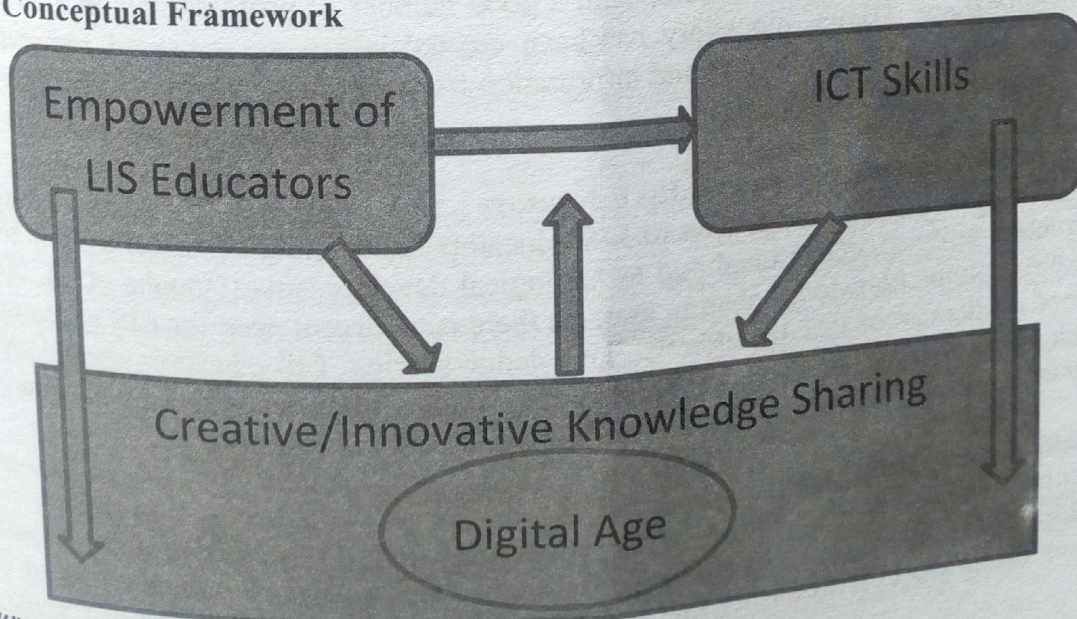 Conceptual Framework
Empowerment of
LIS Educators
ICT Skills
Creative/Innovative Knowledge Sharing
Digital Age